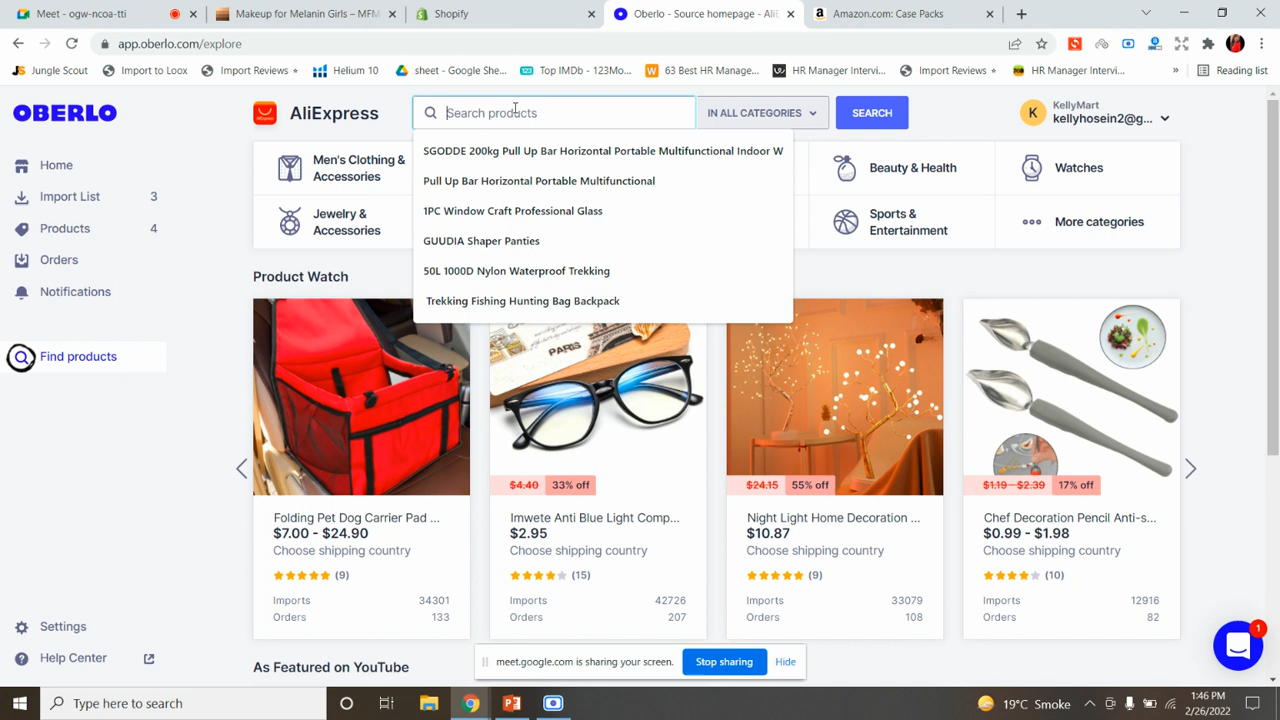 Meet - ogw-ncoa-tti
Makeup for Melanin Girls – MFM
Shopify
Oberlo - Source homepage - AliE
Amazon.com: Case Packs
app.oberlo.com/explore
Jungle Scout
Import to Loox
Import Reviews
Helium 10
sheet - Google She...
Top IMDb - 123Mo...
63 Best HR Manage...
HR Manager Intervi...
Import Reviews
HR Manager Intervi...
»
Reading list
OBERLO
AliExpress
Search products
IN ALL CATEGORIES
SEARCH
K
KellyMart
kellyhosein2@g...
Home
Import List 3
Products 4
Orders
Notifications
Find products
Settings
Help Center
Men's Clothing &
Accessories
Jewelry &
Accessories
SGODDE 200kg Pull Up Bar Horizontal Portable Multifunctional Indoor W
Pull Up Bar Horizontal Portable Multifunctional
1PC Window Craft Professional Glass
GUUDIA Shaper Panties
50L 1000D Nylon Waterproof Trekking
Trekking Fishing Hunting Bag Backpack
Beauty & Health
Watches
Sports &
Entertainment
More categories
Product Watch
PARIS
$4.40 33% off
$24.15 55% off
$1.19 - $2.39 17% off
Folding Pet Dog Carrier Pad ...
$7.00 - $24.90
Choose shipping country
(9)
Imports 34301
Orders 133
Imwete Anti Blue Light Comp...
$2.95
Choose shipping country
(15)
Imports 42726
Orders 207
Night Light Home Decoration ...
$10.87
Choose shipping country
(9)
Imports 33079
Orders 108
Chef Decoration Pencil Anti-s...
$0.99 - $1.98
Choose shipping country
(10)
Imports 12916
Orders 82
As Featured on YouTube
meet.google.com is sharing your screen.
Stop sharing
Hide
1
Type here to search
19°C Smoke
1:46 PM
2/26/2022